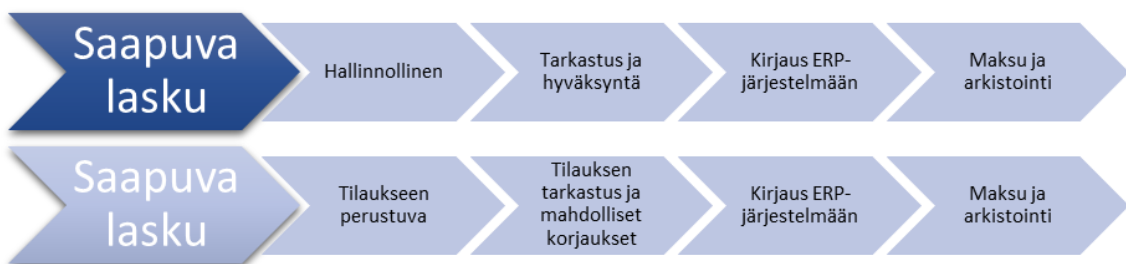 Saapuva
lasku
Hallinnollinen
Tarkastus ja
hyväksyntä
Kirjaus ERP-
järjestelmään
Maksu ja
arkistointi
Saapuva
lasku
Tilaukseen
perustuva
Tilauksen
tarkastus ja
mahdolliset
korjaukset
Kirjaus ERP-
järjestelmään
Maksu ja
arkistointi